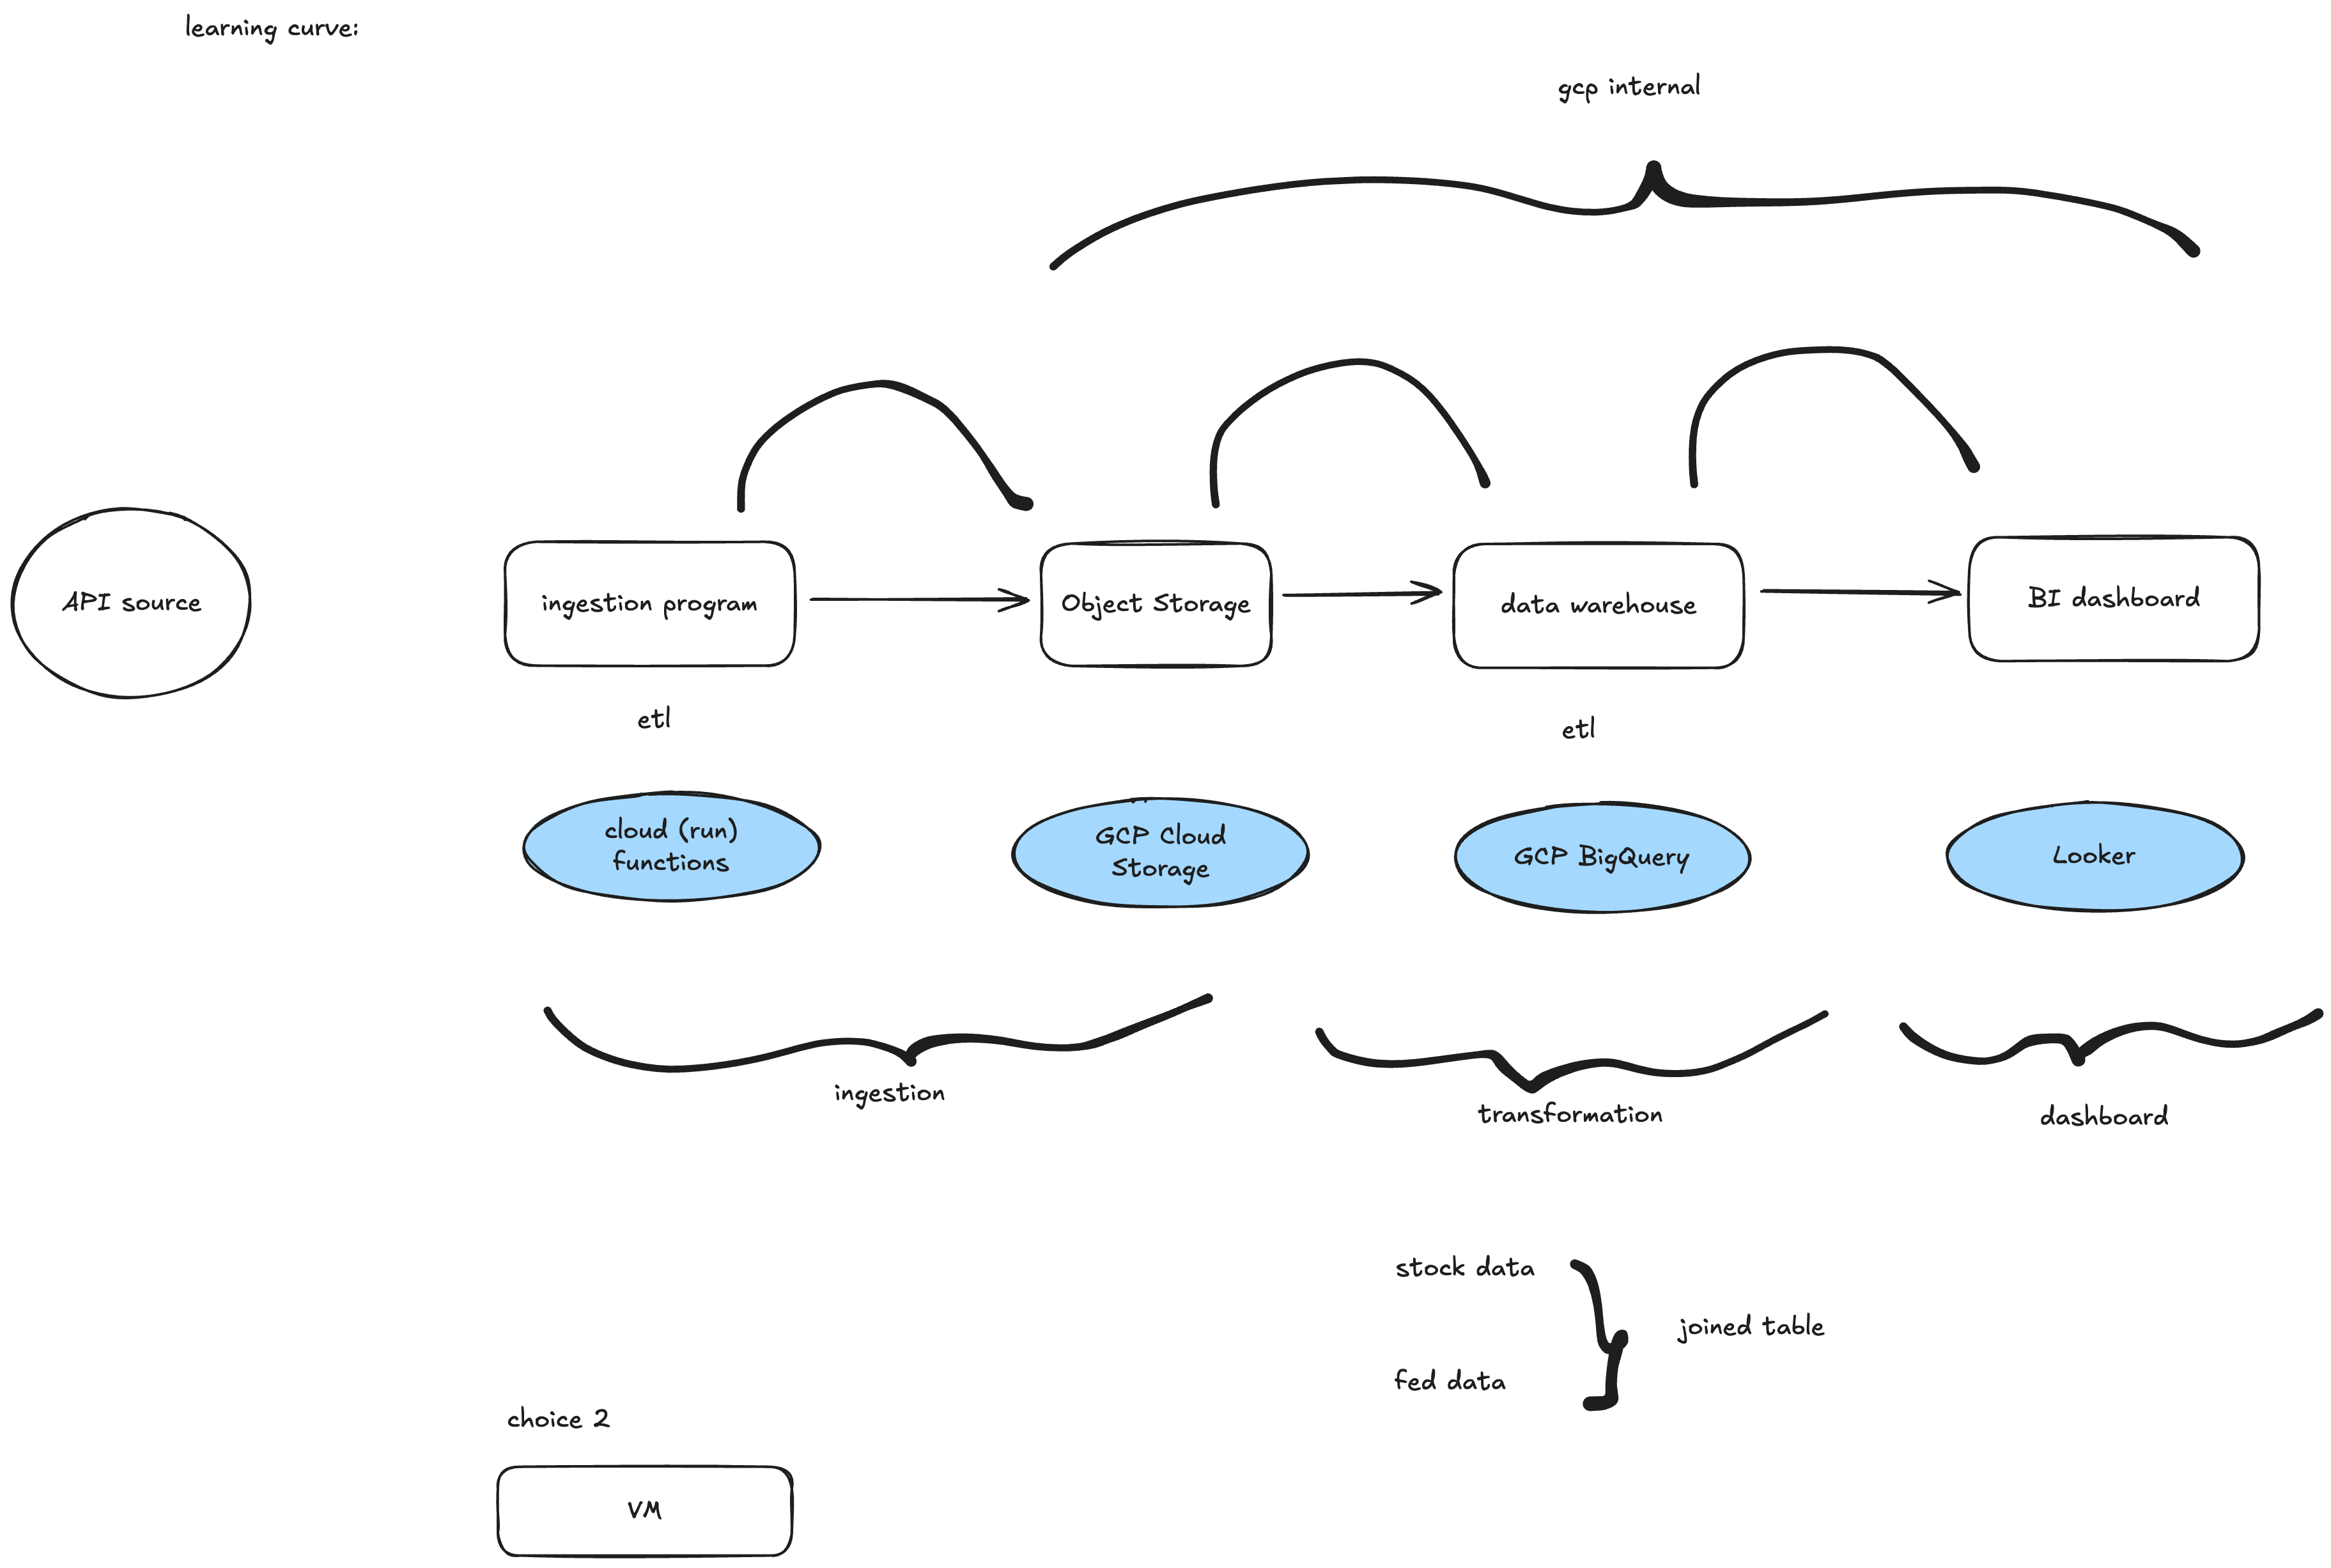 learning curve:
gcp internal
API source
ingestion program
Object Storage
data warehouse
BI dashboard
etl
etl
cloud (run)
functions
GCP Cloud
Storage
GCP BigQuery
Looker
ingestion
transformation
dashboard
stock data
joined table
fed data
choice 2
VM